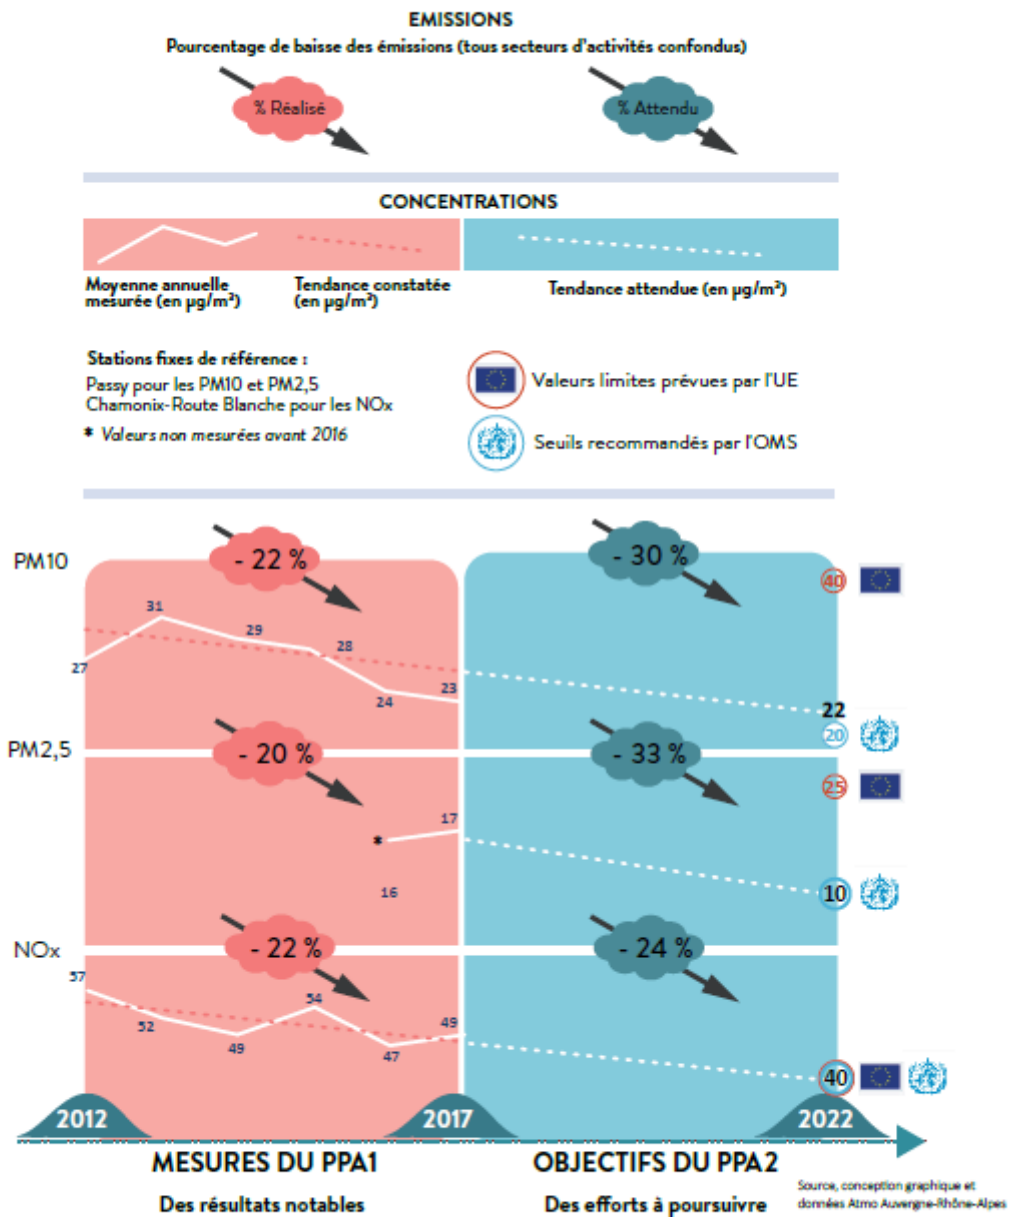 EMISSIONS
Pourcentage de baisse des émissions (tous secteurs d'activités confondus)
% Réalisé
% Attendu
CONCENTRATIONS
Moyenne annuelle
mesurée (en µg/m³)
Tendance constatée
(en µg/m³)
Tendance attendue (en µg/m³)
Stations fixes de référence :
Passy pour les PM10 et PM2,5
Chamonix-Route Blanche pour les NOx
* Valeurs non mesurées avant 2016
Valeurs limites prévues par l'UE
Seuils recommandés par l'OMS
PM10
- 22 %
- 30 %
40
31
29
28
27
24
23
22
20
PM2,5
- 20 %
- 33 %
25
17
*
16
10
NOx
- 22 %
- 24 %
57
52
49
54
47
49
40
2012
2017
2022
MESURES DU PPA1
OBJECTIFS DU PPA2
Des résultats notables
Des efforts à poursuivre
Source, conception graphique et
données Atmo Auvergne-Rhône-Alpes